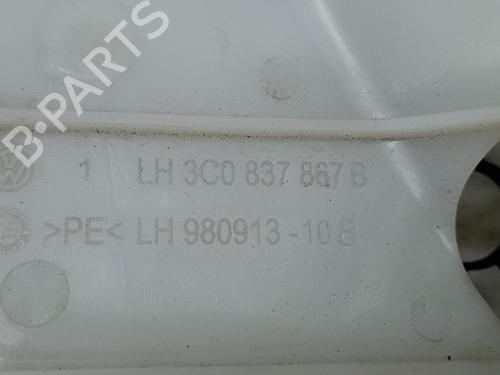 B-PARTS
1 LH 3C0 837 867 B
>PE< LH 980913-10 B